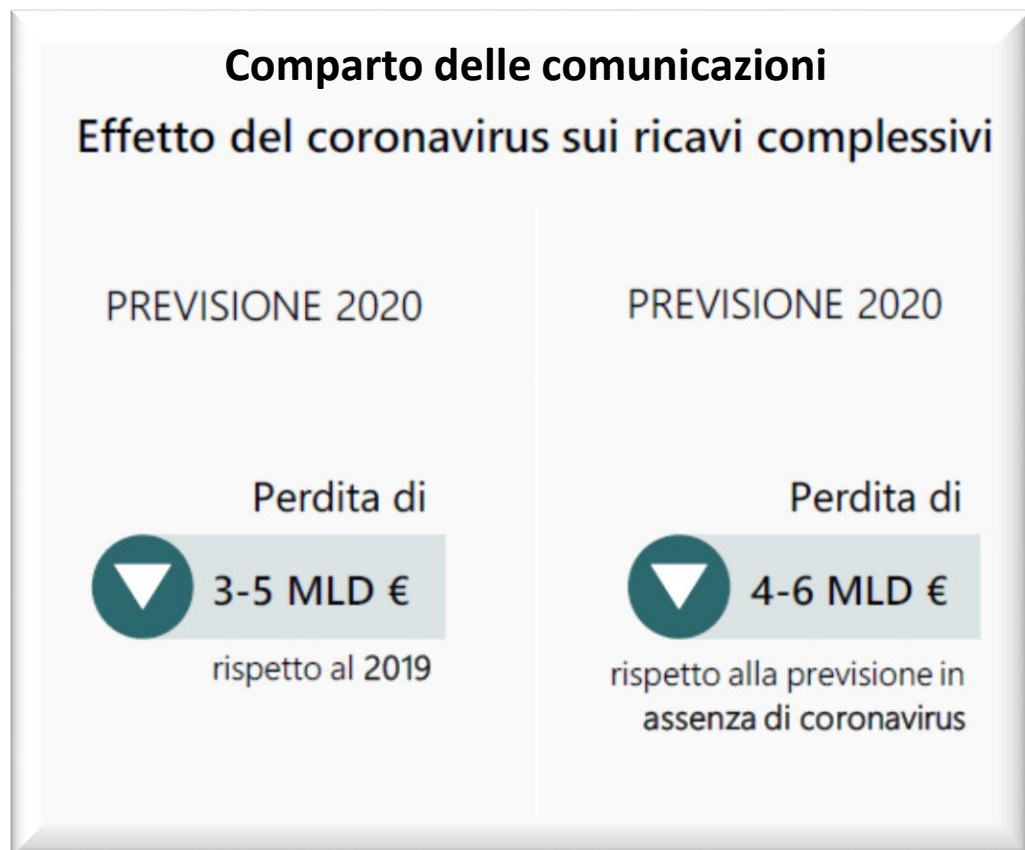 Comparto delle comunicazioni
Effetto del coronavirus sui ricavi complessivi
PREVISIONE 2020
Perdita di
3-5 MLD €
rispetto al 2019
PREVISIONE 2020
Perdita di
4-6 MLD €
rispetto alla previsione in
assenza di coronavirus